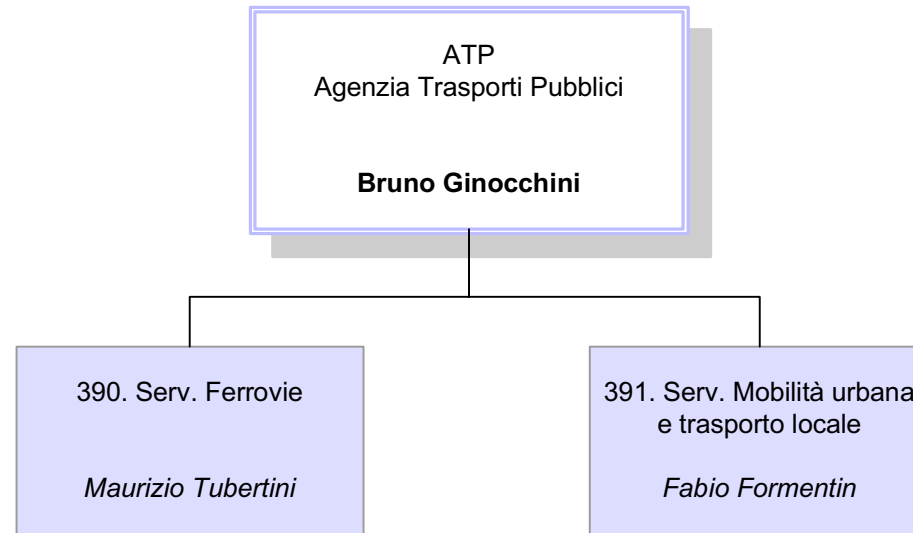 ATP
Agenzia Trasporti Pubblici
Bruno Ginocchini
390. Serv. Ferrovie
Maurizio Tubertini
391. Serv. Mobilità urbana
e trasporto locale
Fabio Formentin